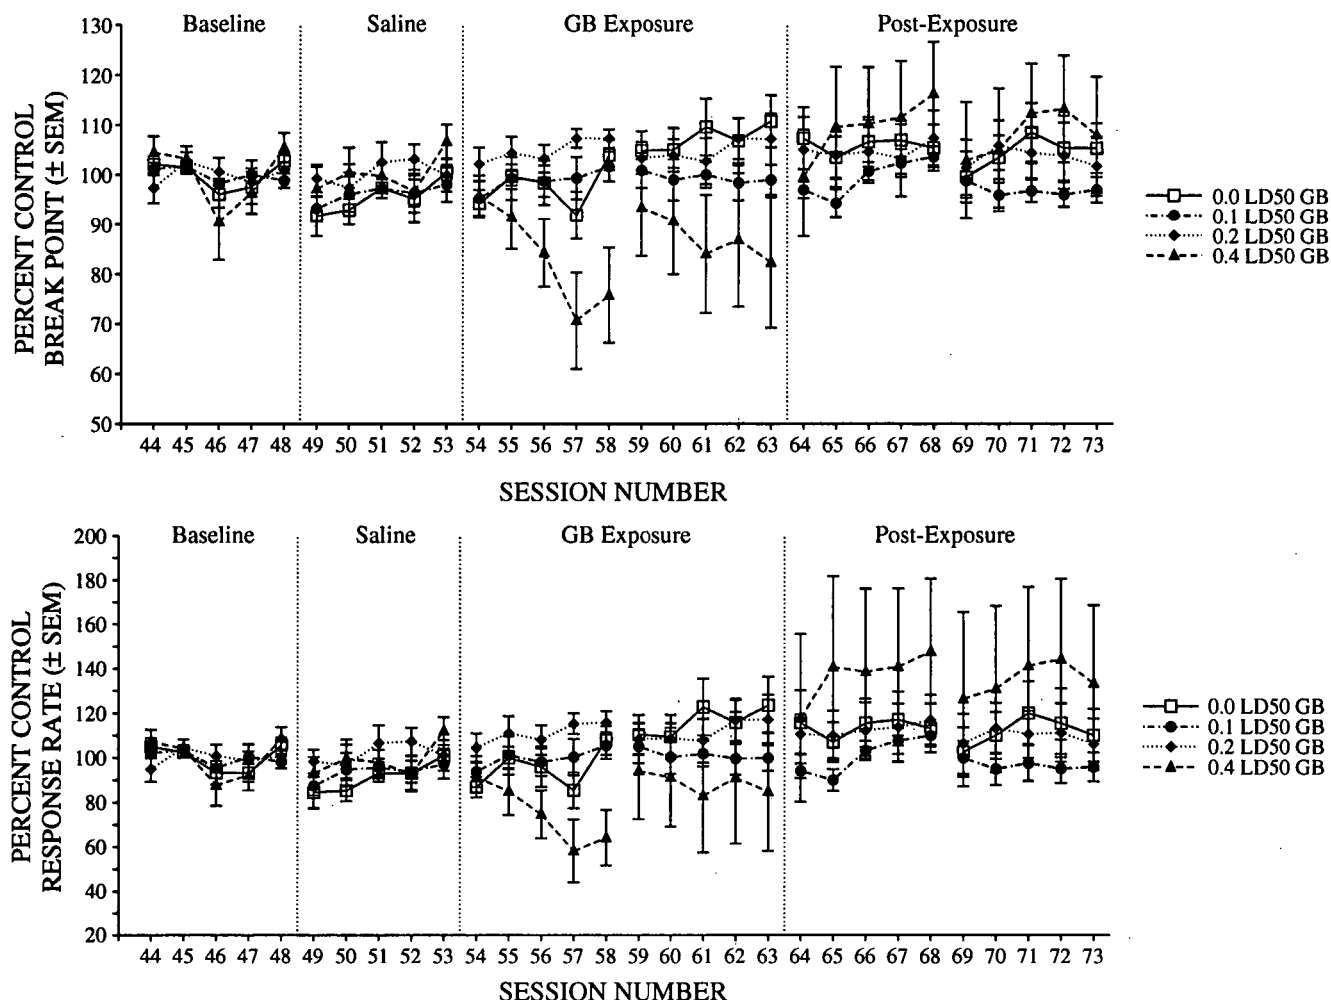 Baseline Saline GB Exposure Post-Exposure
130
120
110
100
90
80
70
60
50
PERCENT CONTROL
BREAK POINT (± SEM)
44 45 46 47 48 49 50 51 52 53 54 55 56 57 58 59 60 61 62 63 64 65 66 67 68 69 70 71 72 73
SESSION NUMBER
0.0 LD50 GB
0.1 LD50 GB
0.2 LD50 GB
0.4 LD50 GB
Baseline Saline GB Exposure Post-Exposure
200
180
160
140
120
100
80
60
40
20
PERCENT CONTROL
RESPONSE RATE (± SEM)
44 45 46 47 48 49 50 51 52 53 54 55 56 57 58 59 60 61 62 63 64 65 66 67 68 69 70 71 72 73
SESSION NUMBER
0.0 LD50 GB
0.1 LD50 GB
0.2 LD50 GB
0.4 LD50 GB